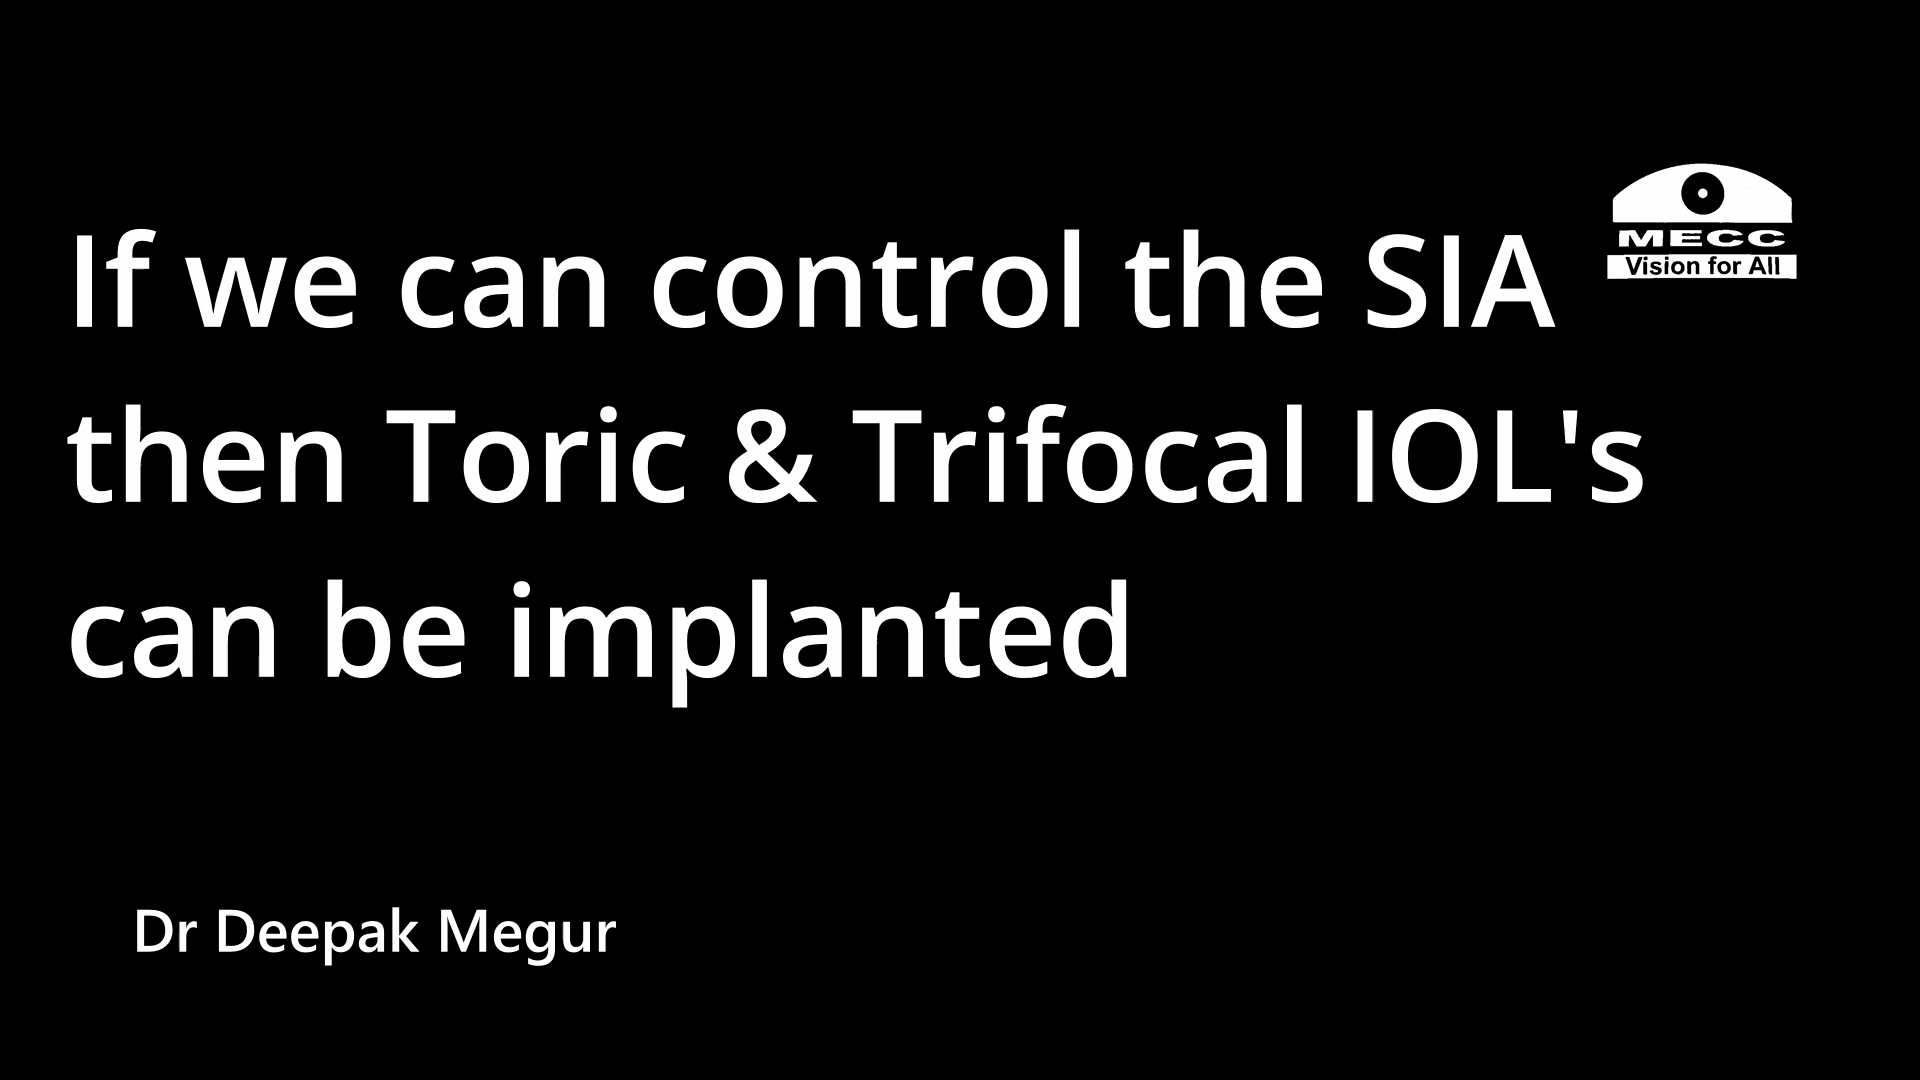 If we can control the SIA
then Toric & Trifocal IOL's
can be implanted
MECC
Vision for All
Dr Deepak Megur